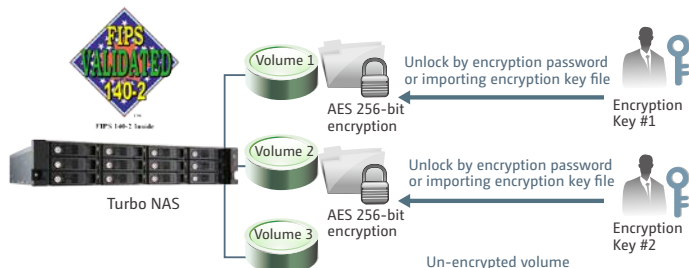 FIPS
VALIDATED
140-2
TM
FIPS 140-2 Inside
Turbo NAS
Volume 1
AES 256-bit
encryption
Unlock by encryption password
or importing encryption key file
Encryption
Key #1
Volume 2
AES 256-bit
encryption
Unlock by encryption password
or importing encryption key file
Encryption
Key #2
Volume 3
Un-encrypted volume